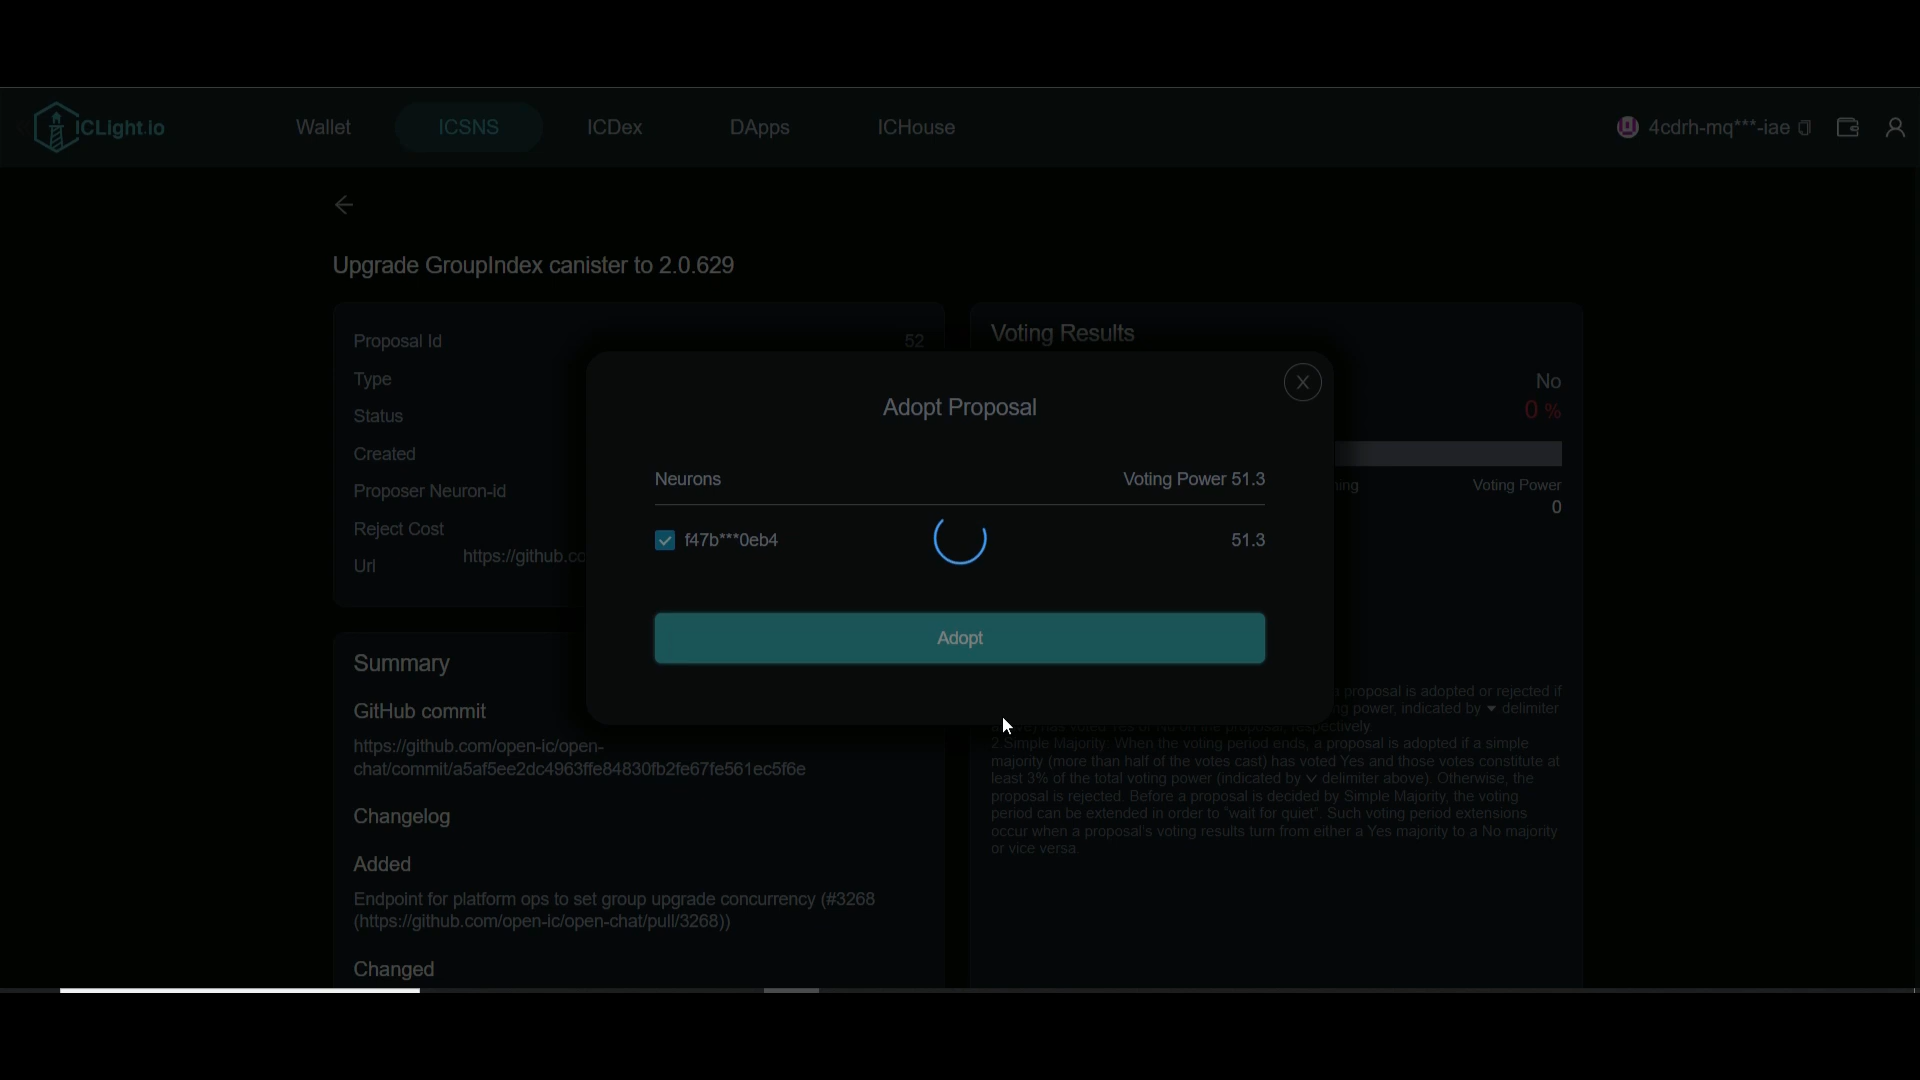 ICLight.io
Wallet
ICSNS
ICDex
DApps
ICHouse
4cdrh-mq***-iae
Upgrade GroupIndex canister to 2.0.629
Proposal Id 52
Type
Status
Created
Proposer Neuron-id
Reject Cost
Url https://github.co
Voting Results
No
0 %
Voting Power
0
Adopt Proposal
X
Neurons Voting Power 51.3
f47b***0eb4 51.3
Adopt
Summary
GitHub commit
https://github.com/open-ic/open-
chat/commit/a5af5ee2dc4963ffe84830fb2fe67fe561ec5f6e
Changelog
Added
Endpoint for platform ops to set group upgrade concurrency (#3268
(https://github.com/open-ic/open-chat/pull/3268))
Changed
a proposal is adopted or rejected if
power, indicated by ▾ delimiter
has voted Yes or No on the proposal, respectively
2.Simple Majority When the voting period ends, a proposal is adopted if a simple
majority (more than half of the votes cast) has voted Yes and those votes constitute at
least 3% of the total voting power (indicated by ∨ delimiter above). Otherwise, the
proposal is rejected. Before a proposal is decided by Simple Majority, the voting
period can be extended in order to "wait for quiet". Such voting period extensions
occur when a proposal's voting results turn from either a Yes majority to a No majority
or vice versa.